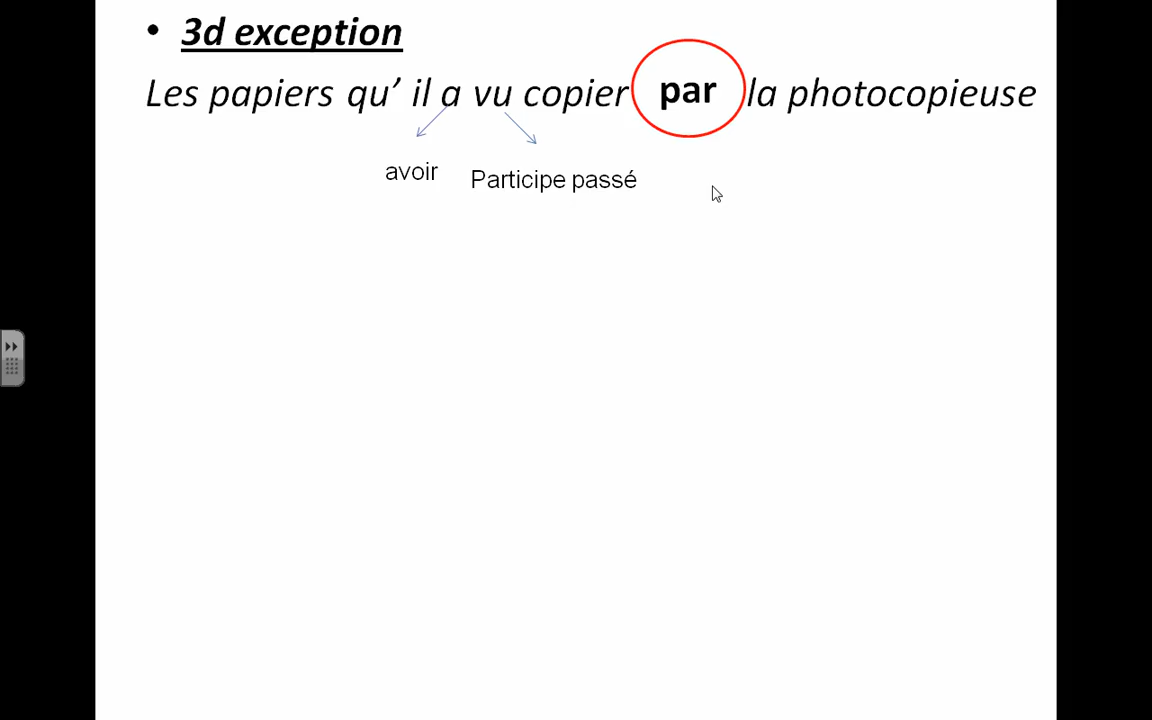 • 3d exception
Les papiers qu’ il a vu copier par la photocopieuse
avoir
Participe passé